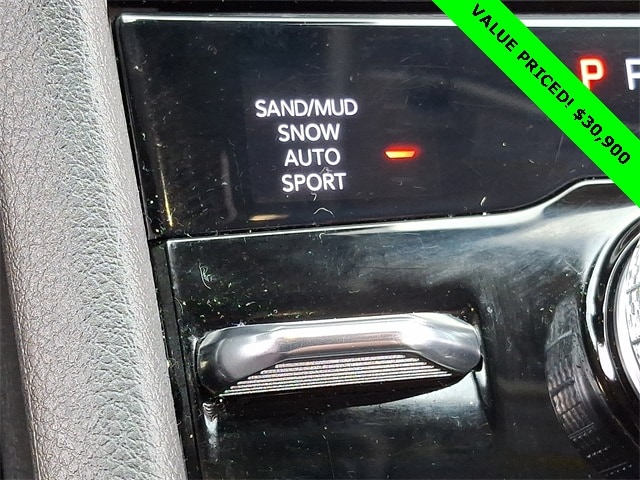 VALUE PRICED! $30,900
P R
SAND/MUD
SNOW
AUTO
SPORT